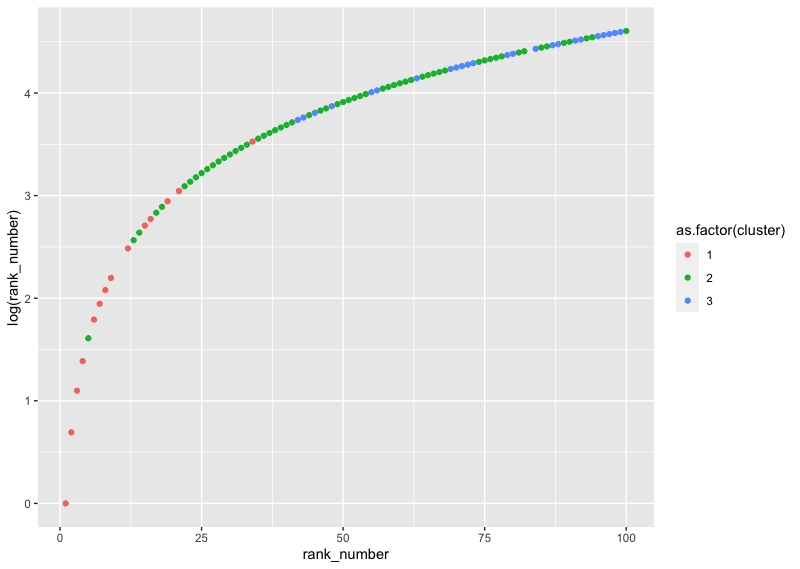 4
3
2
1
0
log(rank_number)
0 25 50 75 100
rank_number
as.factor(cluster)
1
2
3